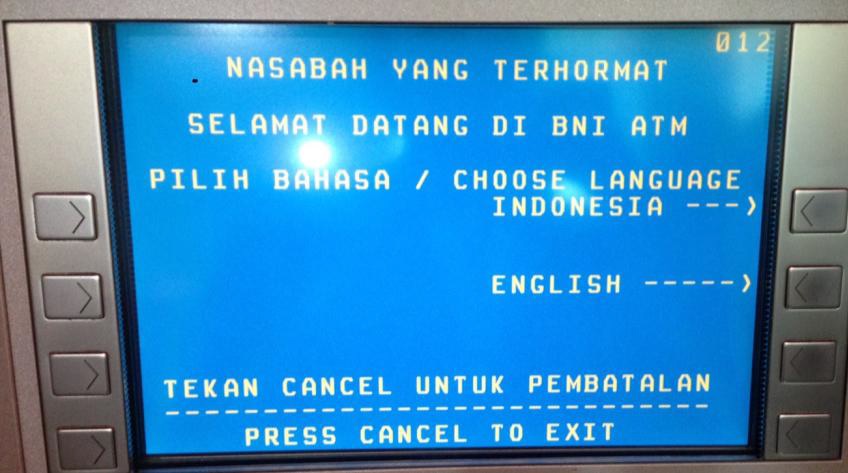 012
NASABAH YANG TERHORMAT
SELAMAT DATANG DI BNI ATM
PILIH BAHASA / CHOOSE LANGUAGE
INDONESIA --->
ENGLISH ----->
TEKAN CANCEL UNTUK PEMBATALAN
-----------------------------
PRESS CANCEL TO EXIT